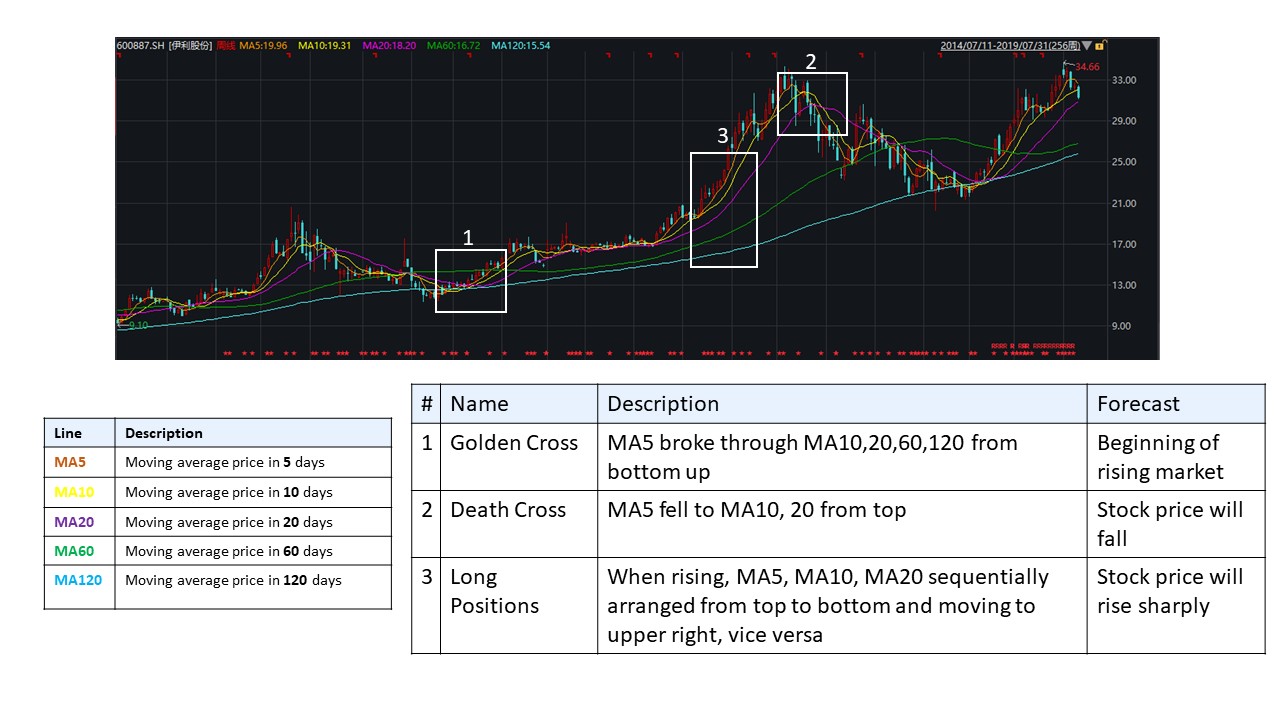 600887.SH [伊利股份] 周线 MA5:19.96 MA10:19.31 MA20:18.20 MA60:16.72 MA120:15.54 2014/07/11-2019/07/31(256周)
2
34.66
33.00
29.00
3
25.00
21.00
1
17.00
13.00
9.10
9.00
Line Description
MA5 Moving average price in 5 days
MA10 Moving average price in 10 days
MA20 Moving average price in 20 days
MA60 Moving average price in 60 days
MA120 Moving average price in 120 days
# Name Description Forecast
1 Golden Cross MA5 broke through MA10,20,60,120 from bottom up Beginning of rising market
2 Death Cross MA5 fell to MA10, 20 from top Stock price will fall
3 Long Positions When rising, MA5, MA10, MA20 sequentially arranged from top to bottom and moving to upper right, vice versa Stock price will rise sharply